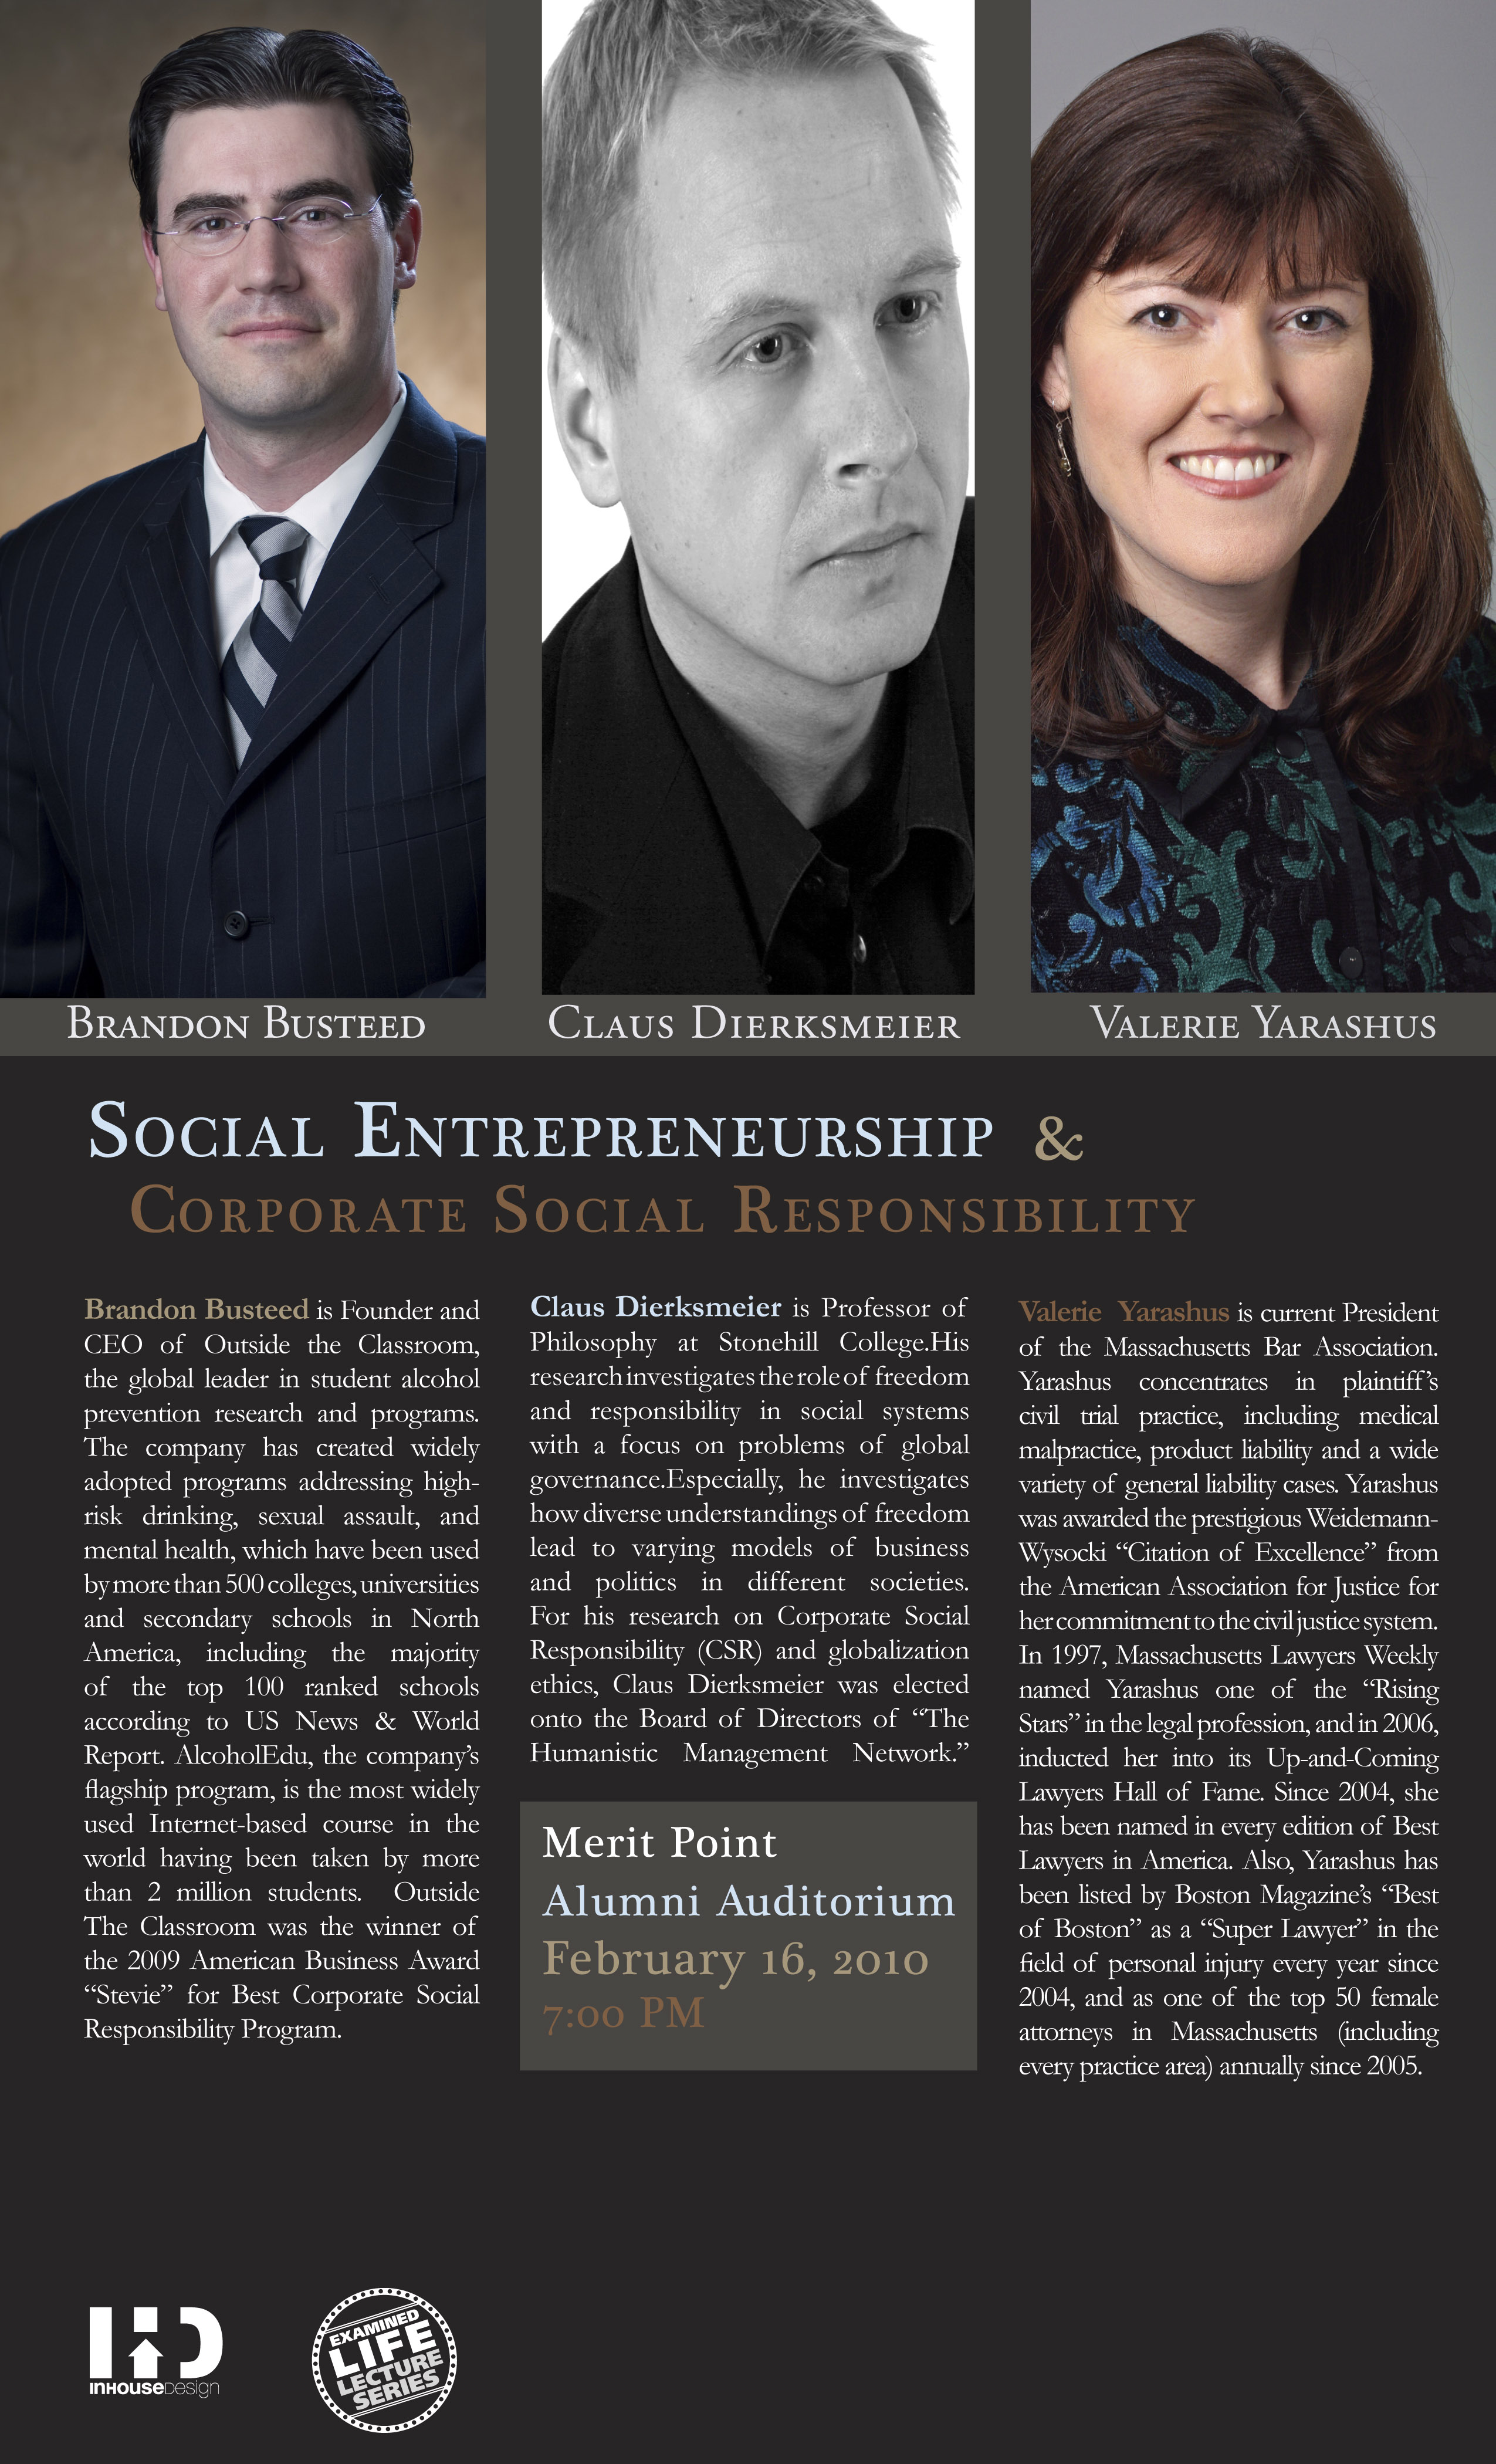 BRANDON BUSTEED
CLAUS DIERKSMEIER
VALERIE YARASHUS
SOCIAL ENTREPRENEURSHIP &
CORPORATE SOCIAL RESPONSIBILITY
Brandon Busteed is Founder and
CEO of Outside the Classroom,
the global leader in student alcohol
prevention research and programs.
The company has created widely
adopted programs addressing high-
risk drinking, sexual assault, and
mental health, which have been used
by more than 500 colleges, universities
and secondary schools in North
America, including the majority
of the top 100 ranked schools
according to US News & World
Report. AlcoholEdu, the company’s
flagship program, is the most widely
used Internet-based course in the
world having been taken by more
than 2 million students. Outside
The Classroom was the winner of
the 2009 American Business Award
“Stevie” for Best Corporate Social
Responsibility Program.
Claus Dierksmeier is Professor of
Philosophy at Stonehill College.His
research investigates the role of freedom
and responsibility in social systems
with a focus on problems of global
governance.Especially, he investigates
how diverse understandings of freedom
lead to varying models of business
and politics in different societies.
For his research on Corporate Social
Responsibility (CSR) and globalization
ethics, Claus Dierksmeier was elected
onto the Board of Directors of “The
Humanistic Management Network.”
Merit Point
Alumni Auditorium
February 16, 2010
7:00 PM
Valerie Yarashus is current President
of the Massachusetts Bar Association.
Yarashus concentrates in plaintiff’s
civil trial practice, including medical
malpractice, product liability and a wide
variety of general liability cases. Yarashus
was awarded the prestigious Weidemann-
Wysocki “Citation of Excellence” from
the American Association for Justice for
her commitment to the civil justice system.
In 1997, Massachusetts Lawyers Weekly
named Yarashus one of the “Rising
Stars” in the legal profession, and in 2006,
inducted her into its Up-and-Coming
Lawyers Hall of Fame. Since 2004, she
has been named in every edition of Best
Lawyers in America. Also, Yarashus has
been listed by Boston Magazine’s “Best
of Boston” as a “Super Lawyer” in the
field of personal injury every year since
2004, and as one of the top 50 female
attorneys in Massachusetts (including
every practice area) annually since 2005.
IHD
INHOUSEDesign
EXAMINED
LIFE
LECTURE
SERIES